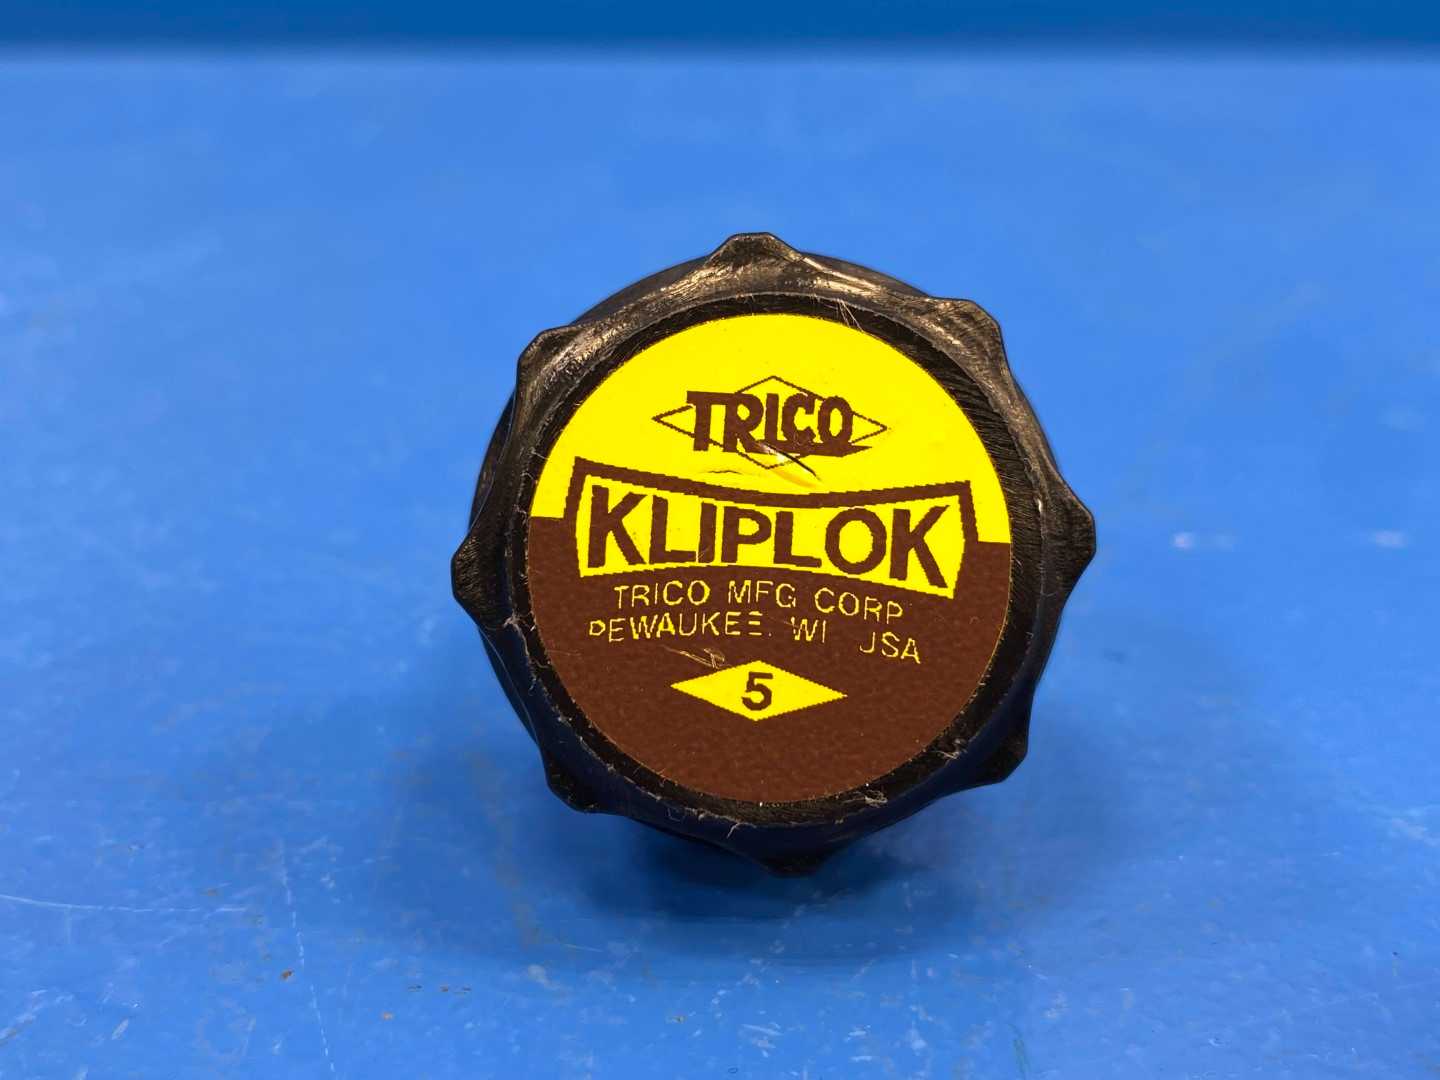 TRICO
KLIPLOK
TRICO MFG CORP
PEWAUKEE. WI USA
5